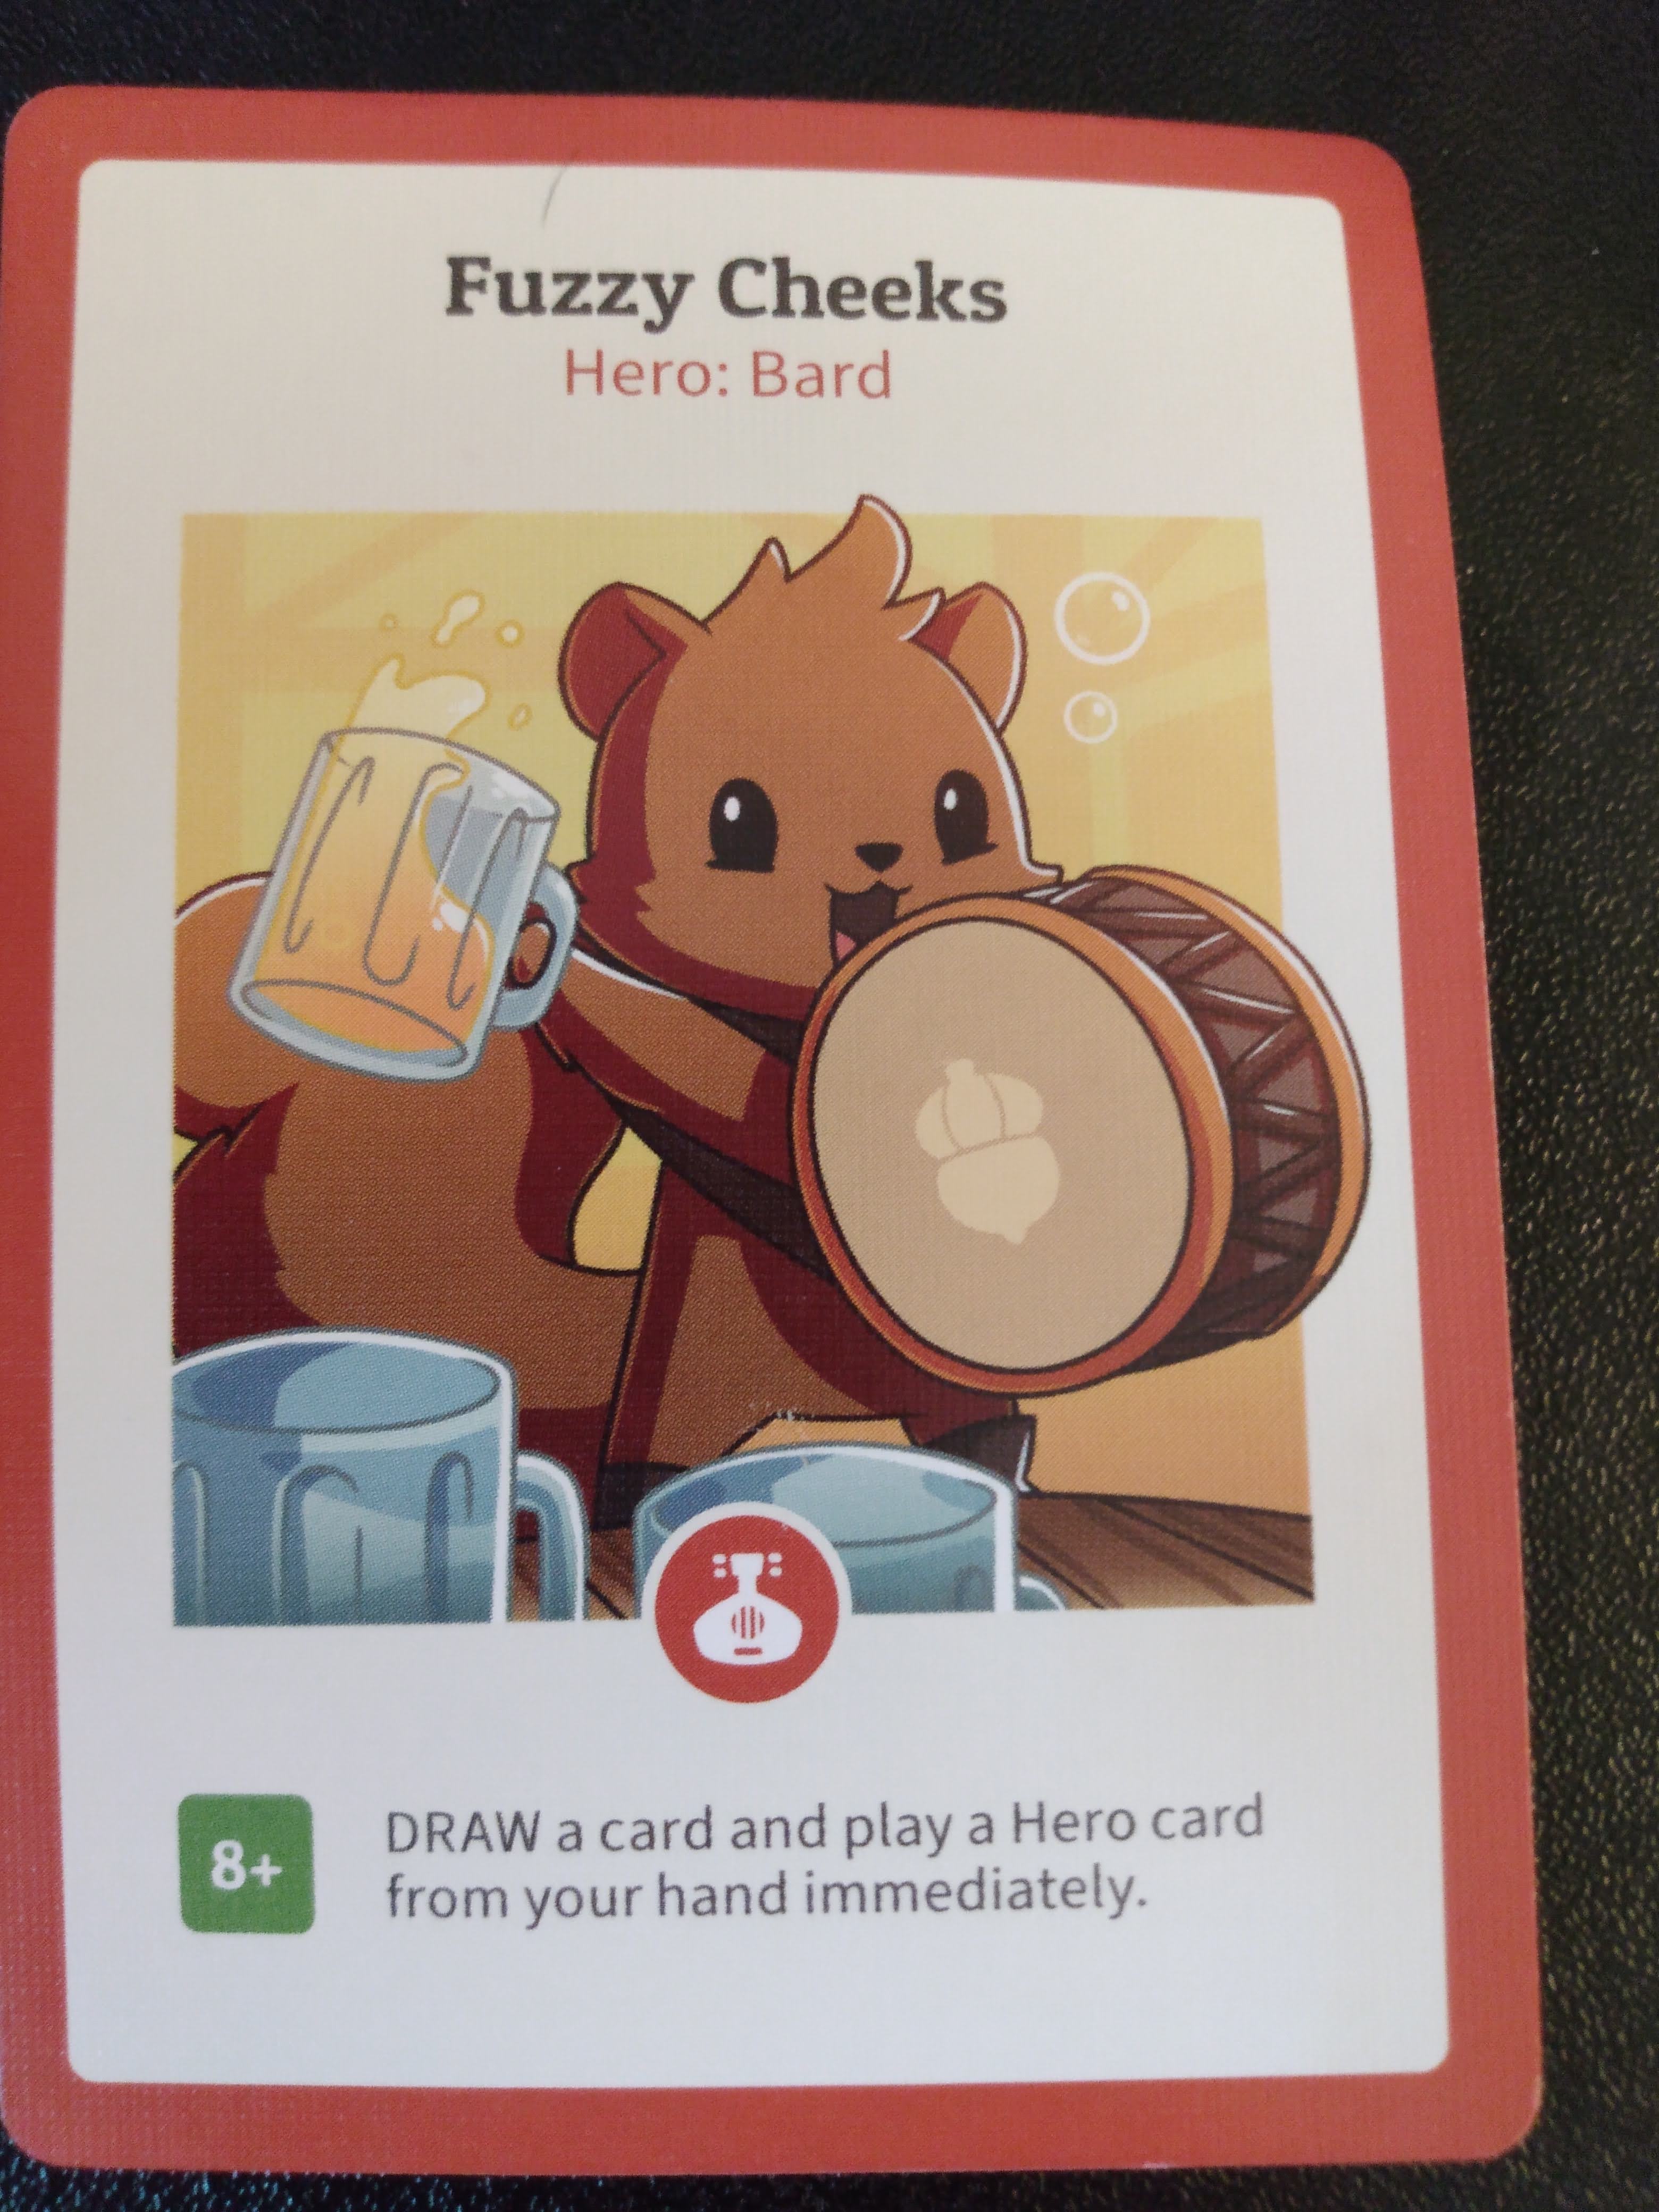 Fuzzy Cheeks
Hero: Bard
8+
DRAW a card and play a Hero card
from your hand immediately.